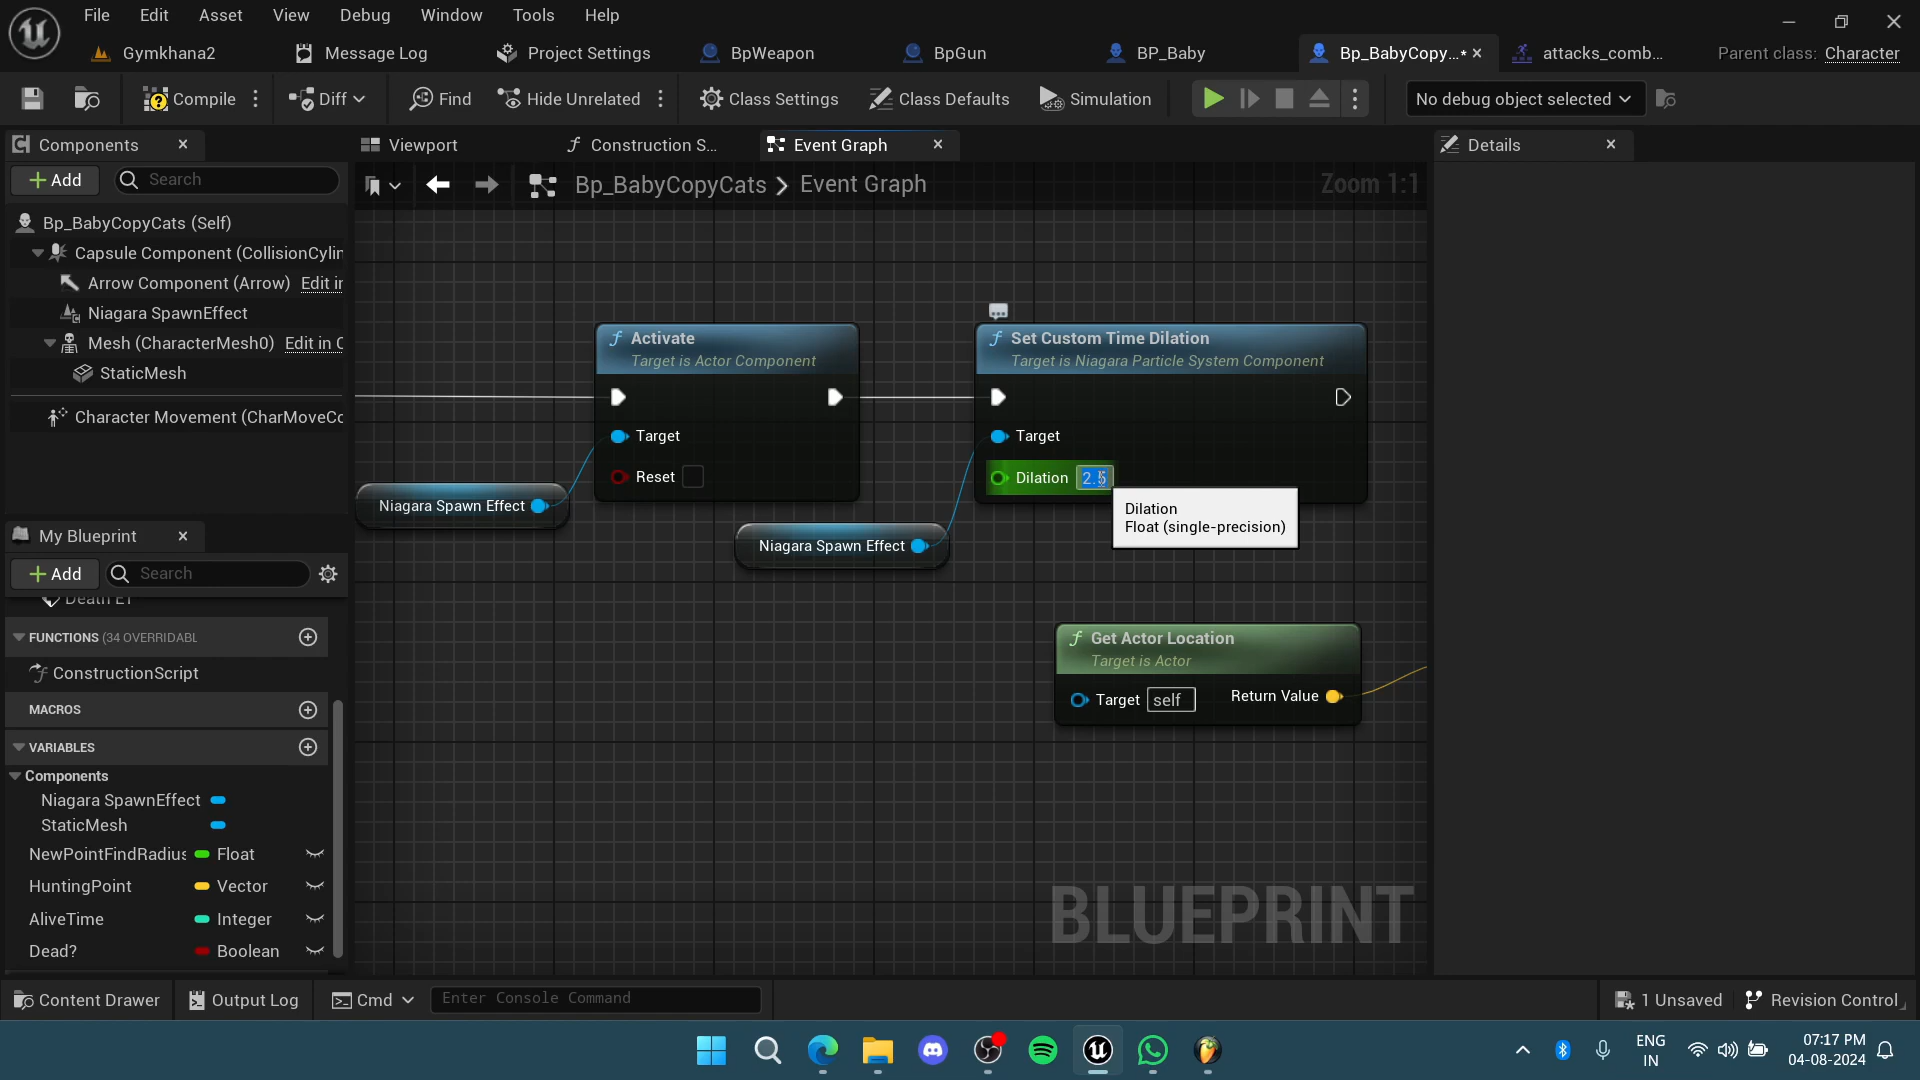 File Edit Asset View Debug Window Tools Help
Gymkhana2 Message Log Project Settings BpWeapon BpGun BP_Baby Bp_BabyCopy...* attacks_comb... Parent class: Character
Compile Diff Find Hide Unrelated Class Settings Class Defaults Simulation No debug object selected
Components Viewport Construction S... Event Graph Details
Add Search Bp_BabyCopyCats Event Graph Zoom 1:1
Bp_BabyCopyCats (Self)
Capsule Component (CollisionCylin
Arrow Component (Arrow) Edit in
Niagara SpawnEffect
Mesh (CharacterMesh0) Edit in C
StaticMesh
Character Movement (CharMoveCo
Activate
Target is Actor Component
Target
Reset
Niagara Spawn Effect
Set Custom Time Dilation
Target is Niagara Particle System Component
Target
Dilation 2.5
Dilation
Float (single-precision)
Niagara Spawn Effect
Get Actor Location
Target is Actor
Target self Return Value
BLUEPRINT
My Blueprint
Add Search
FUNCTIONS (34 OVERRIDABL
ConstructionScript
MACROS
VARIABLES
Components
Niagara SpawnEffect
StaticMesh
NewPointFindRadius Float
HuntingPoint Vector
AliveTime Integer
Dead? Boolean
Content Drawer Output Log Cmd Enter Console Command 1 Unsaved Revision Control
ENG
IN
07:17 PM
04-08-2024